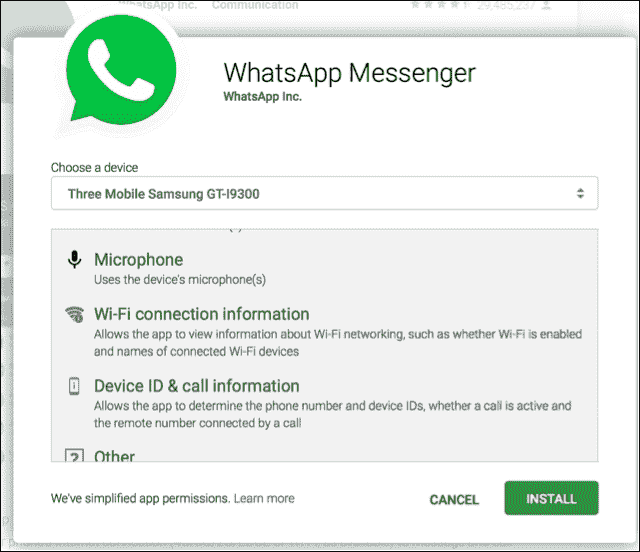 WhatsApp Inc. Communication 29,485,237
WhatsApp Messenger
WhatsApp Inc.
Choose a device
Three Mobile Samsung GT-I9300
Microphone
Uses the device's microphone(s)
Wi-Fi connection information
Allows the app to view information about Wi-Fi networking, such as whether Wi-Fi is enabled
and names of connected Wi-Fi devices
Device ID & call information
Allows the app to determine the phone number and device IDs, whether a call is active and
the remote number connected by a call
Other
We've simplified app permissions. Learn more
CANCEL
INSTALL